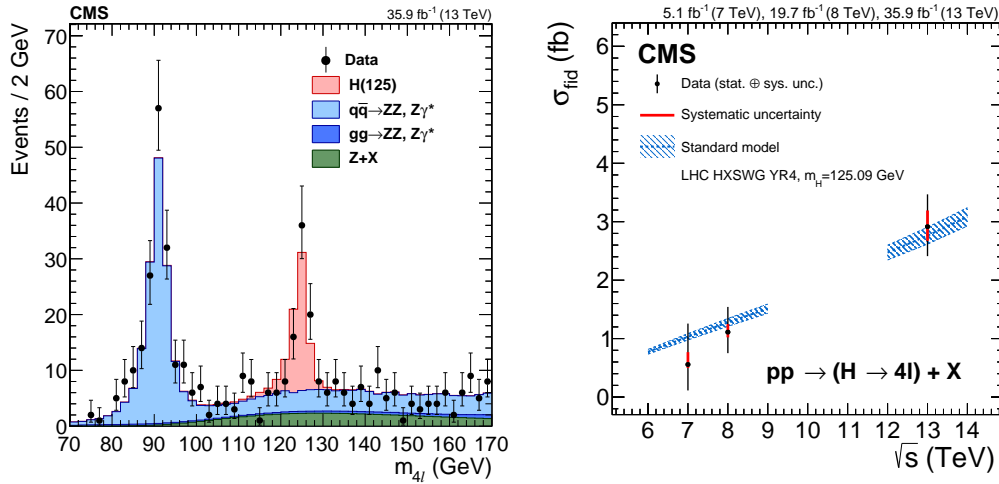 CMS
35.9 fb⁻¹ (13 TeV)
Events / 2 GeV
70
60
50
40
30
20
10
0
Data
H(125)
qq̅→ZZ, Zγ*
gg→ZZ, Zγ*
Z+X
70 80 90 100 110 120 130 140 150 160 170
m4l (GeV)
5.1 fb⁻¹ (7 TeV), 19.7 fb⁻¹ (8 TeV), 35.9 fb⁻¹ (13 TeV)
σfid (fb)
6
5
4
3
2
1
0
CMS
Data (stat. ⊕ sys. unc.)
Systematic uncertainty
Standard model
LHC HXSWG YR4, mH=125.09 GeV
pp → (H → 4l) + X
6 7 8 9 10 11 12 13 14
√s (TeV)